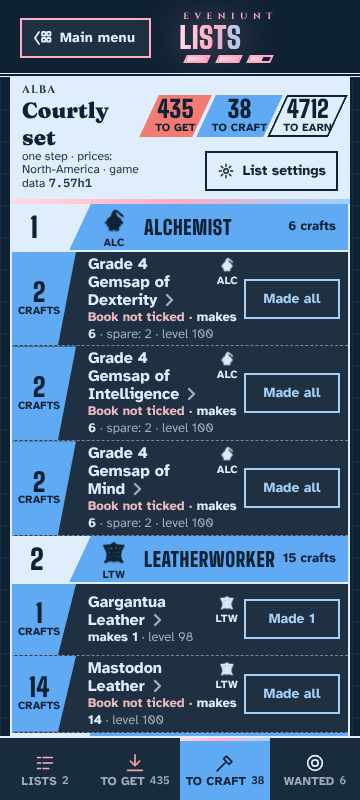 Main menu
EVENIUNT
LISTS
ALBA
Courtly
set
one step · prices:
North-America · game
data 7.57h1
435
TO GET
38
TO CRAFT
4712
TO EARN
List settings
1
ALC
ALCHEMIST
6 crafts
2
CRAFTS
Grade 4
Gemsap of
Dexterity
ALC
Book not ticked · makes
6 · spare: 2 · level 100
Made all
2
CRAFTS
Grade 4
Gemsap of
Intelligence
ALC
Book not ticked · makes
6 · spare: 2 · level 100
Made all
2
CRAFTS
Grade 4
Gemsap of
Mind
ALC
Book not ticked · makes
6 · spare: 2 · level 100
Made all
2
LTW
LEATHERWORKER
15 crafts
1
CRAFTS
Gargantua
Leather
LTW
makes 1 · level 98
Made 1
14
CRAFTS
Mastodon
Leather
LTW
Book not ticked · makes
14 · level 100
Made all
LISTS 2
TO GET 435
TO CRAFT 38
WANTED 6